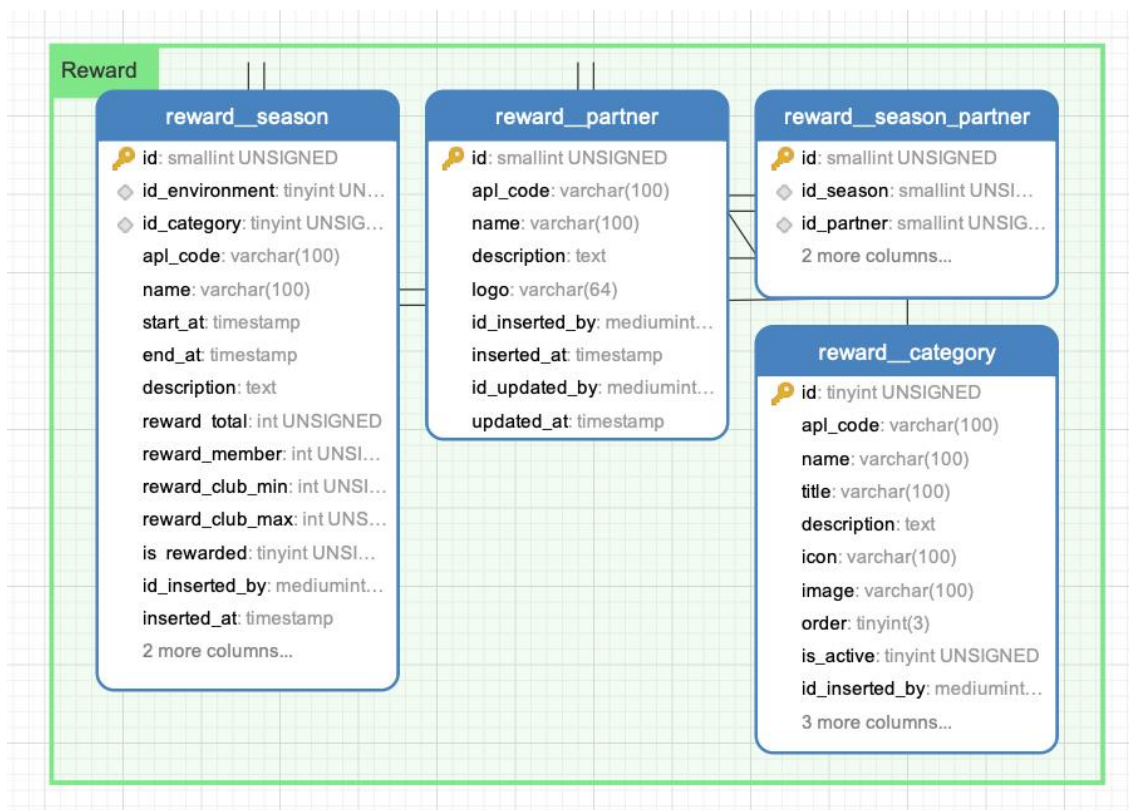 Reward
reward__season
id: smallint UNSIGNED
id_environment: tinyint UN...
id_category: tinyint UNSIG...
apl_code: varchar(100)
name: varchar(100)
start_at: timestamp
end_at: timestamp
description: text
reward_total: int UNSIGNED
reward_member: int UNSI...
reward_club_min: int UNSI...
reward_club_max: int UNS...
is_rewarded: tinyint UNSI...
id_inserted_by: mediumint...
inserted_at: timestamp
2 more columns...
reward__partner
id: smallint UNSIGNED
apl_code: varchar(100)
name: varchar(100)
description: text
logo: varchar(64)
id_inserted_by: mediumint...
inserted_at: timestamp
id_updated_by: mediumint...
updated_at: timestamp
reward__season_partner
id: smallint UNSIGNED
id_season: smallint UNSI...
id_partner: smallint UNSIG...
2 more columns...
reward__category
id: tinyint UNSIGNED
apl_code: varchar(100)
name: varchar(100)
title: varchar(100)
description: text
icon: varchar(100)
image: varchar(100)
order: tinyint(3)
is_active: tinyint UNSIGNED
id_inserted_by: mediumint...
3 more columns...